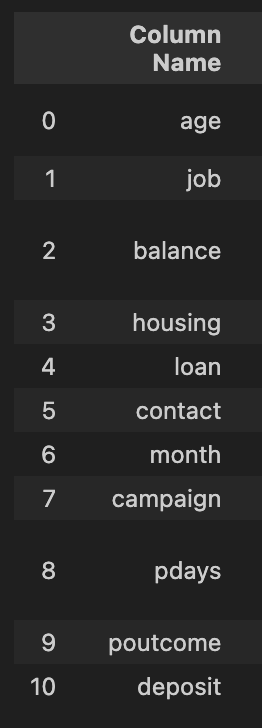 Column
Name
0 age
1 job
2 balance
3 housing
4 loan
5 contact
6 month
7 campaign
8 pdays
9 poutcome
10 deposit